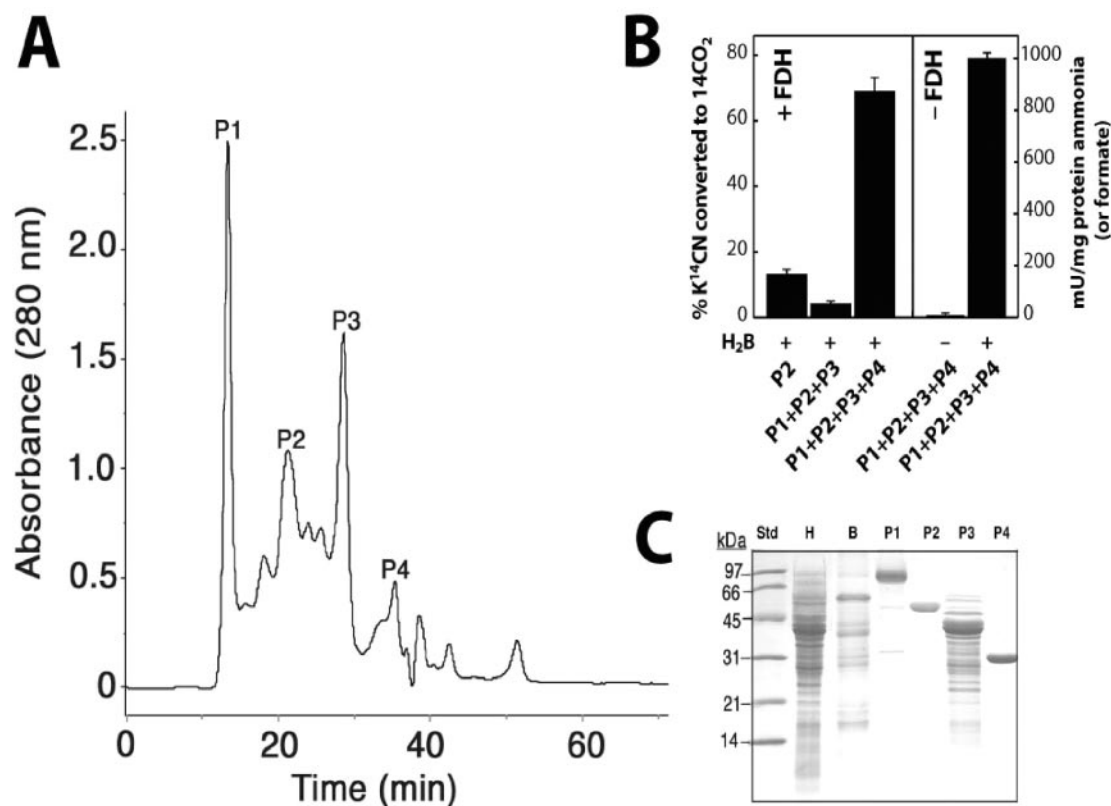 A
Absorbance (280 nm)
2.5
2.0
1.5
1.0
0.5
0
P1
P2
P3
P4
0 20 40 60
Time (min)
B
% K¹⁴CN converted to 14CO₂
80
60
40
20
0
+ FDH
– FDH
1000
800
600
400
200
0
mU/mg protein ammonia
(or formate)
H₂B + + + – +
P2
P1+P2+P3
P1+P2+P3+P4
P1+P2+P3+P4
P1+P2+P3+P4
C
kDa Std H B P1 P2 P3 P4
97
66
45
31
21
14